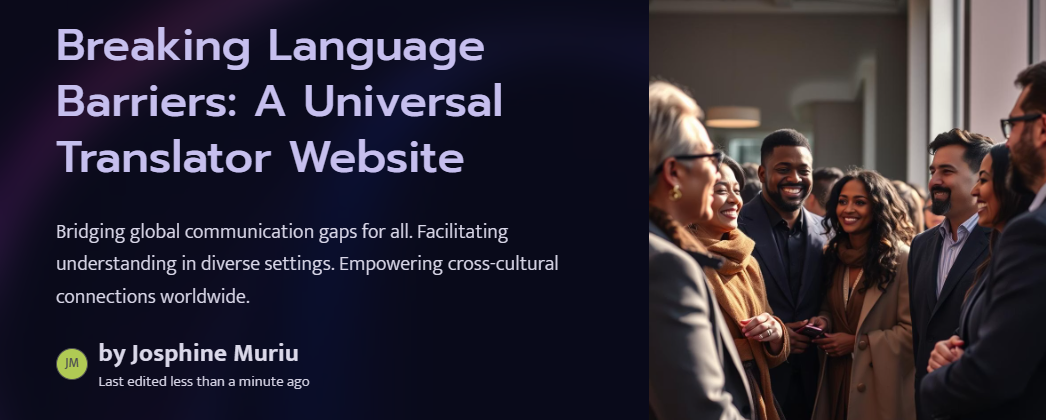 Breaking Language
Barriers: A Universal
Translator Website
Bridging global communication gaps for all. Facilitating
understanding in diverse settings. Empowering cross-cultural
connections worldwide.
JM
by Josphine Muriu
Last edited less than a minute ago